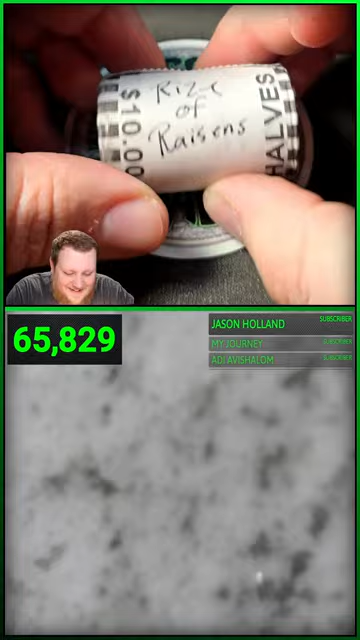 $10.00
Rize
of
Raisens
HALVES
65,829
JASON HOLLAND
SUBSCRIBER
MY JOURNEY
SUBSCRIBER
ADI AVISHALOM
SUBSCRIBER